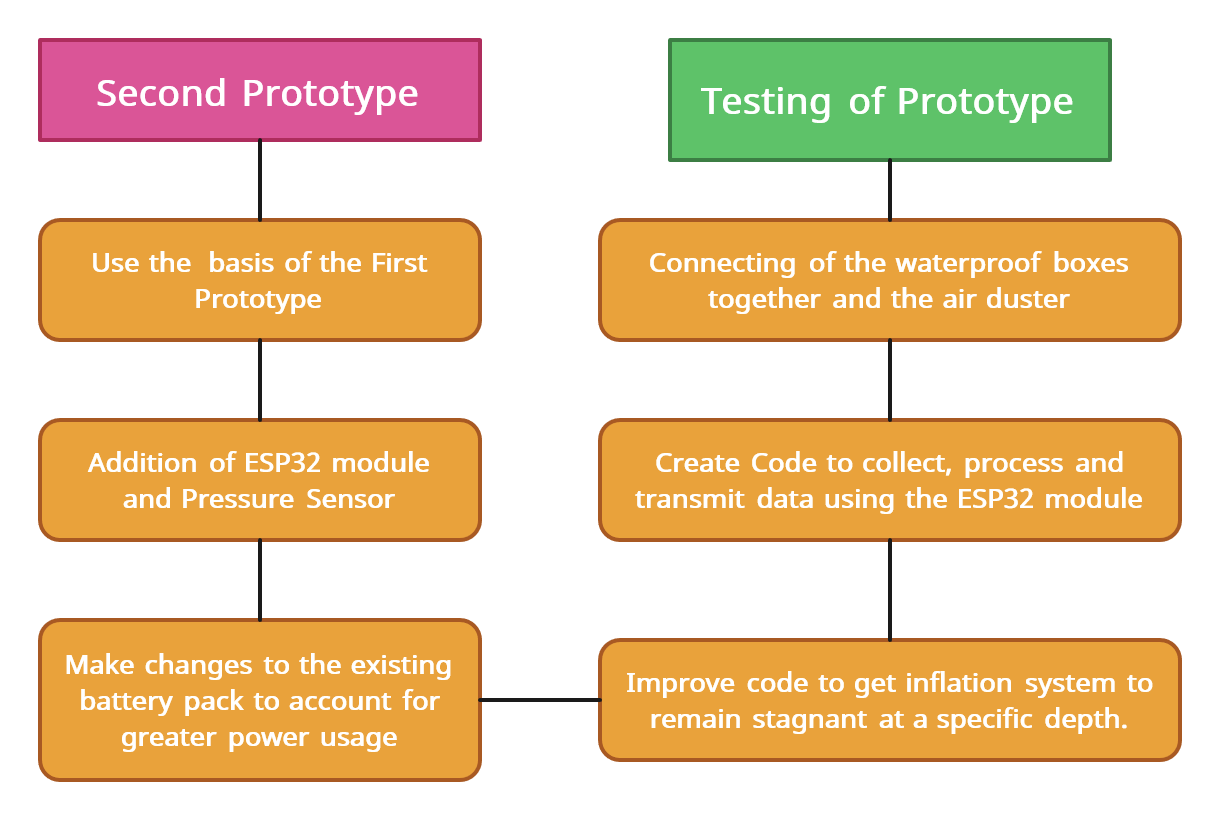 Second Prototype
Use the basis of the First
Prototype
Addition of ESP32 module
and Pressure Sensor
Make changes to the existing
battery pack to account for
greater power usage
Testing of Prototype
Connecting of the waterproof boxes
together and the air duster
Create Code to collect, process and
transmit data using the ESP32 module
Improve code to get inflation system to
remain stagnant at a specific depth.